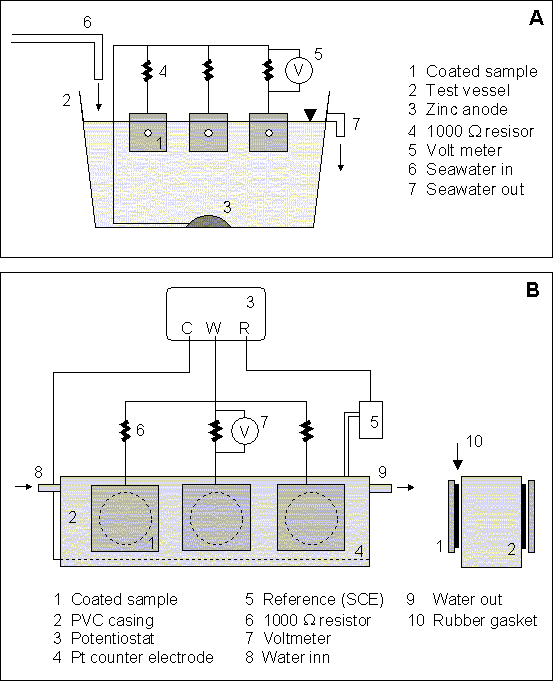 A
6
5
V
4
2
7
1
3
1 Coated sample
2 Test vessel
3 Zinc anode
4 1000 Ω resisor
5 Volt meter
6 Seawater in
7 Seawater out
B
3
C W R
5
6
7
V
10
8
9
2
1
4
1
2
1 Coated sample
2 PVC casing
3 Potentiostat
4 Pt counter electrode
5 Reference (SCE)
6 1000 Ω resistor
7 Voltmeter
8 Water inn
9 Water out
10 Rubber gasket